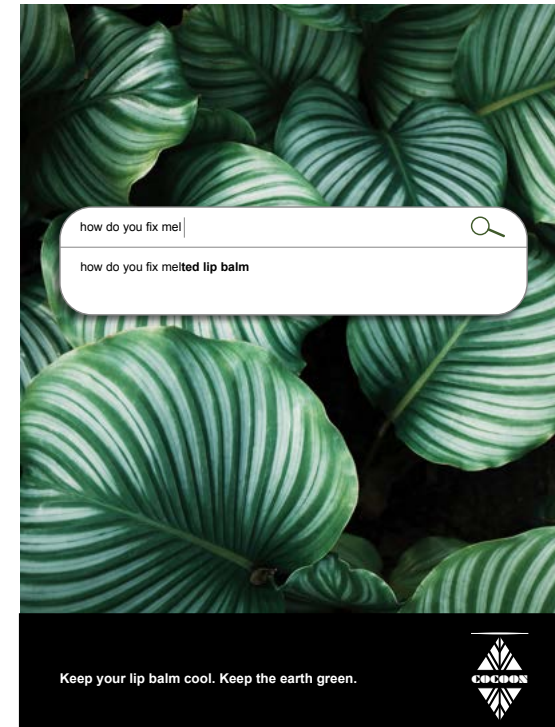 how do you fix mel
how do you fix melted lip balm
Keep your lip balm cool. Keep the earth green.
COCOON